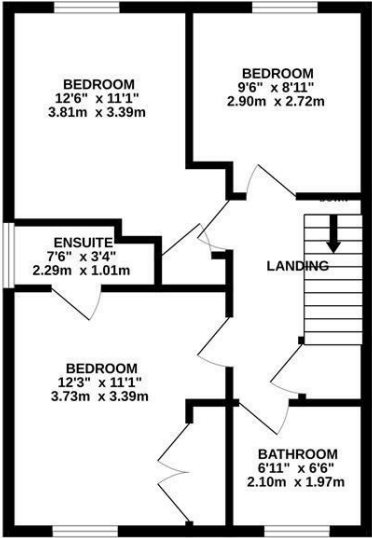 BEDROOM
12'6" x 11'1"
3.81m x 3.39m
BEDROOM
9'6" x 8'11"
2.90m x 2.72m
ENSUITE
7'6" x 3'4"
2.29m x 1.01m
LANDING
BEDROOM
12'3" x 11'1"
3.73m x 3.39m
BATHROOM
6'11" x 6'6"
2.10m x 1.97m